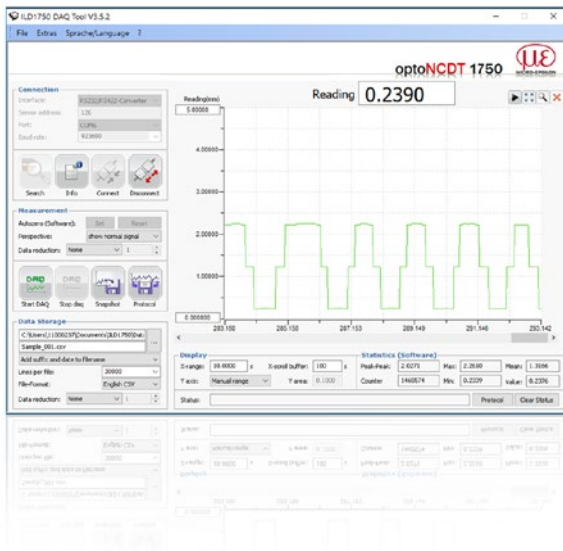 ILD1750 DAQ Tool V3.5.2
File Extras Sprache/Language ?
optoNCDT 1750
µε
MICRO-EPSILON
Connection
Interface: RS232/RS422-Converter
Sensor address: 126
Port: COM6
Baud rate: 921600
Search Info Connect Disconnect
Measurement
Autozero (Software): Set Reset
Perspective: show normal signal
Data reduction: None 1
DAQ DAQ
Start DAQ Stop daq Snapshot Protocol
Data Storage
Sample_001.csv ...
Add suffix and date to filename
Lines per file: 30000
File-Format: English CSV
Data reduction: None 1
Reading 0.2390
Reading(mm)
5.00000
4.00000
3.00000
2.00000
1.00000
0.000000
283.150 285.150 287.153 289.149 291.146 293.142
Display
X-range: 10.0000 s X-scroll buffer: 100 s
Y axis: Manual range Y area: 0.1000
Statistics (Software)
Peak-Peak: 2.0271 Max: Mean:
Counter 1460574 Min: 0.2339 Value: 0.2376
Status: Protocol Clear Status